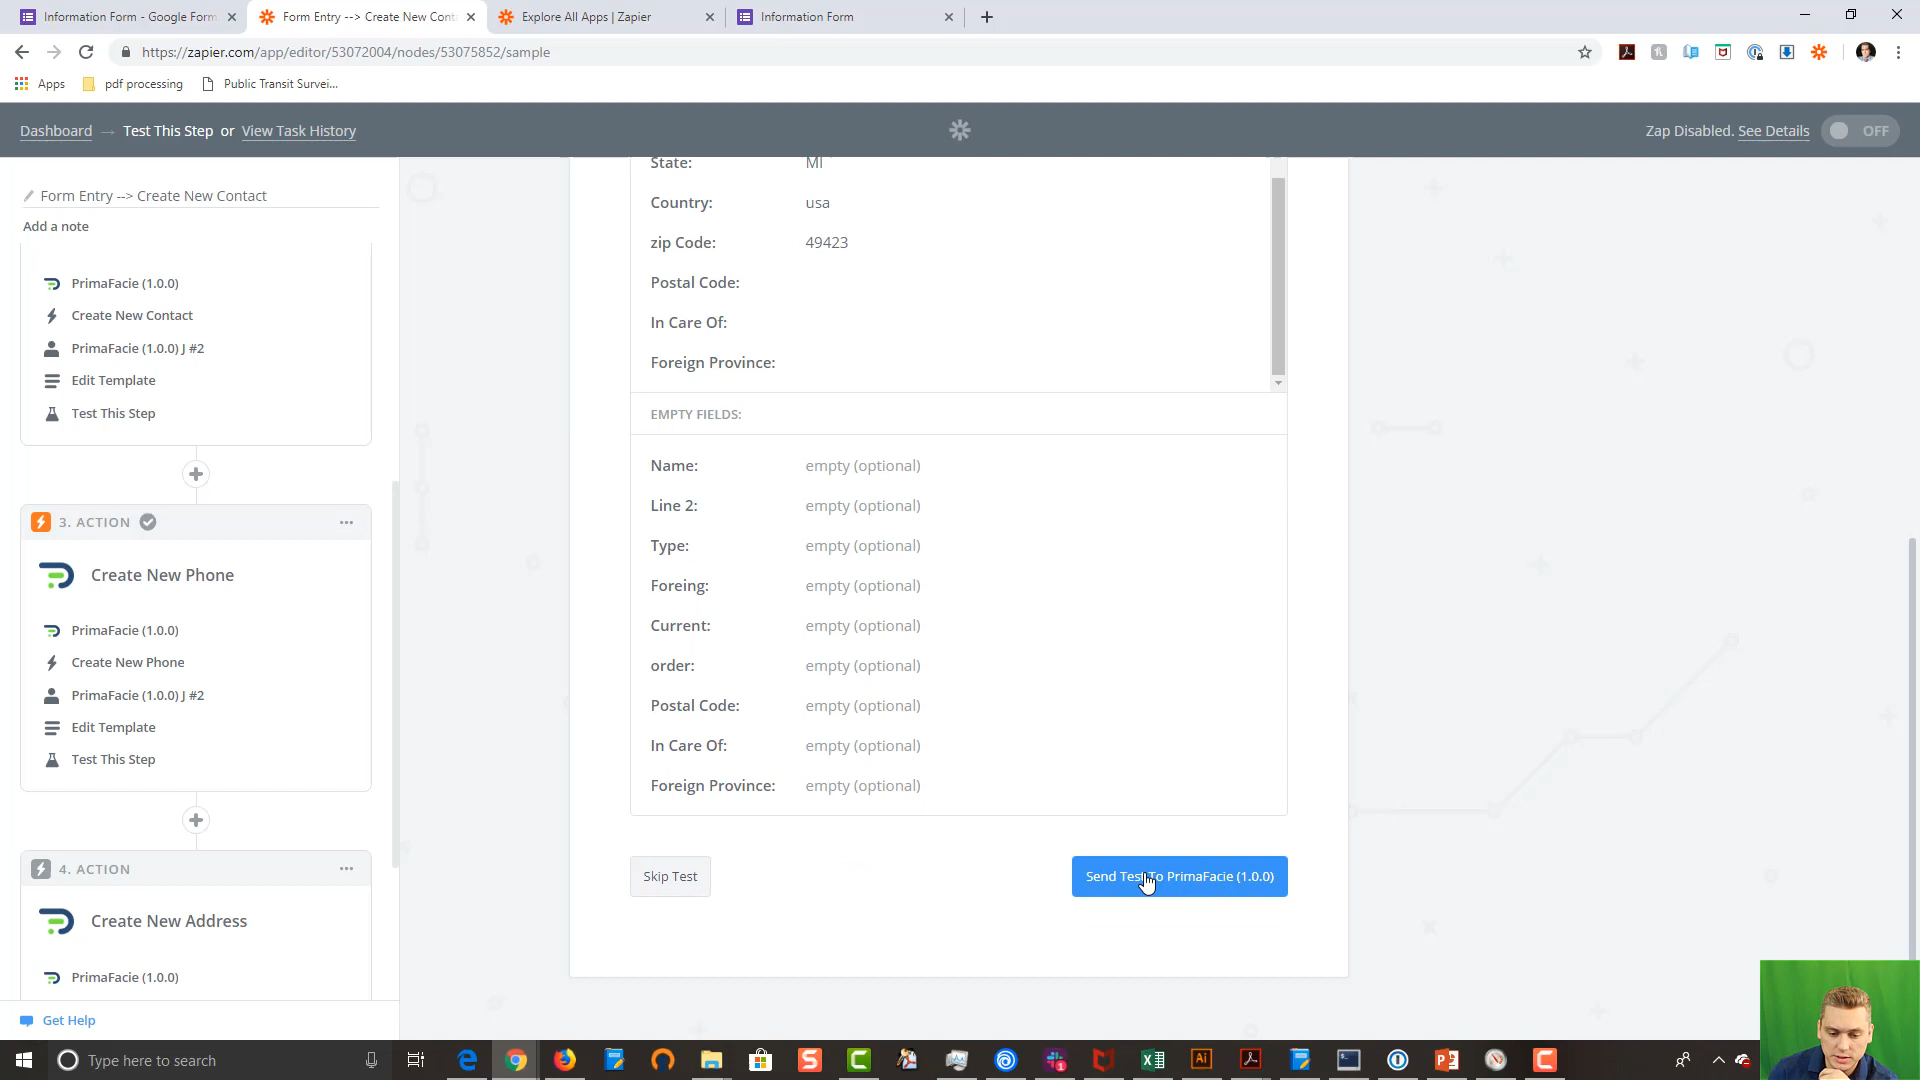 Information Form - Google Form
Form Entry --> Create New Cont
Explore All Apps | Zapier
Information Form
https://zapier.com/app/editor/53072004/nodes/53075852/sample
Apps
pdf processing
Public Transit Survei...
Dashboard → Test This Step or View Task History
Zap Disabled. See Details
OFF
Form Entry --> Create New Contact
Add a note
PrimaFacie (1.0.0)
Create New Contact
PrimaFacie (1.0.0) J #2
Edit Template
Test This Step
3. ACTION
Create New Phone
PrimaFacie (1.0.0)
Create New Phone
PrimaFacie (1.0.0) J #2
Edit Template
Test This Step
4. ACTION
Create New Address
PrimaFacie (1.0.0)
Get Help
State: MI
Country: usa
zip Code: 49423
Postal Code:
In Care Of:
Foreign Province:
EMPTY FIELDS:
Name: empty (optional)
Line 2: empty (optional)
Type: empty (optional)
Foreing: empty (optional)
Current: empty (optional)
order: empty (optional)
Postal Code: empty (optional)
In Care Of: empty (optional)
Foreign Province: empty (optional)
Skip Test
Send Test To PrimaFacie (1.0.0)
Type here to search